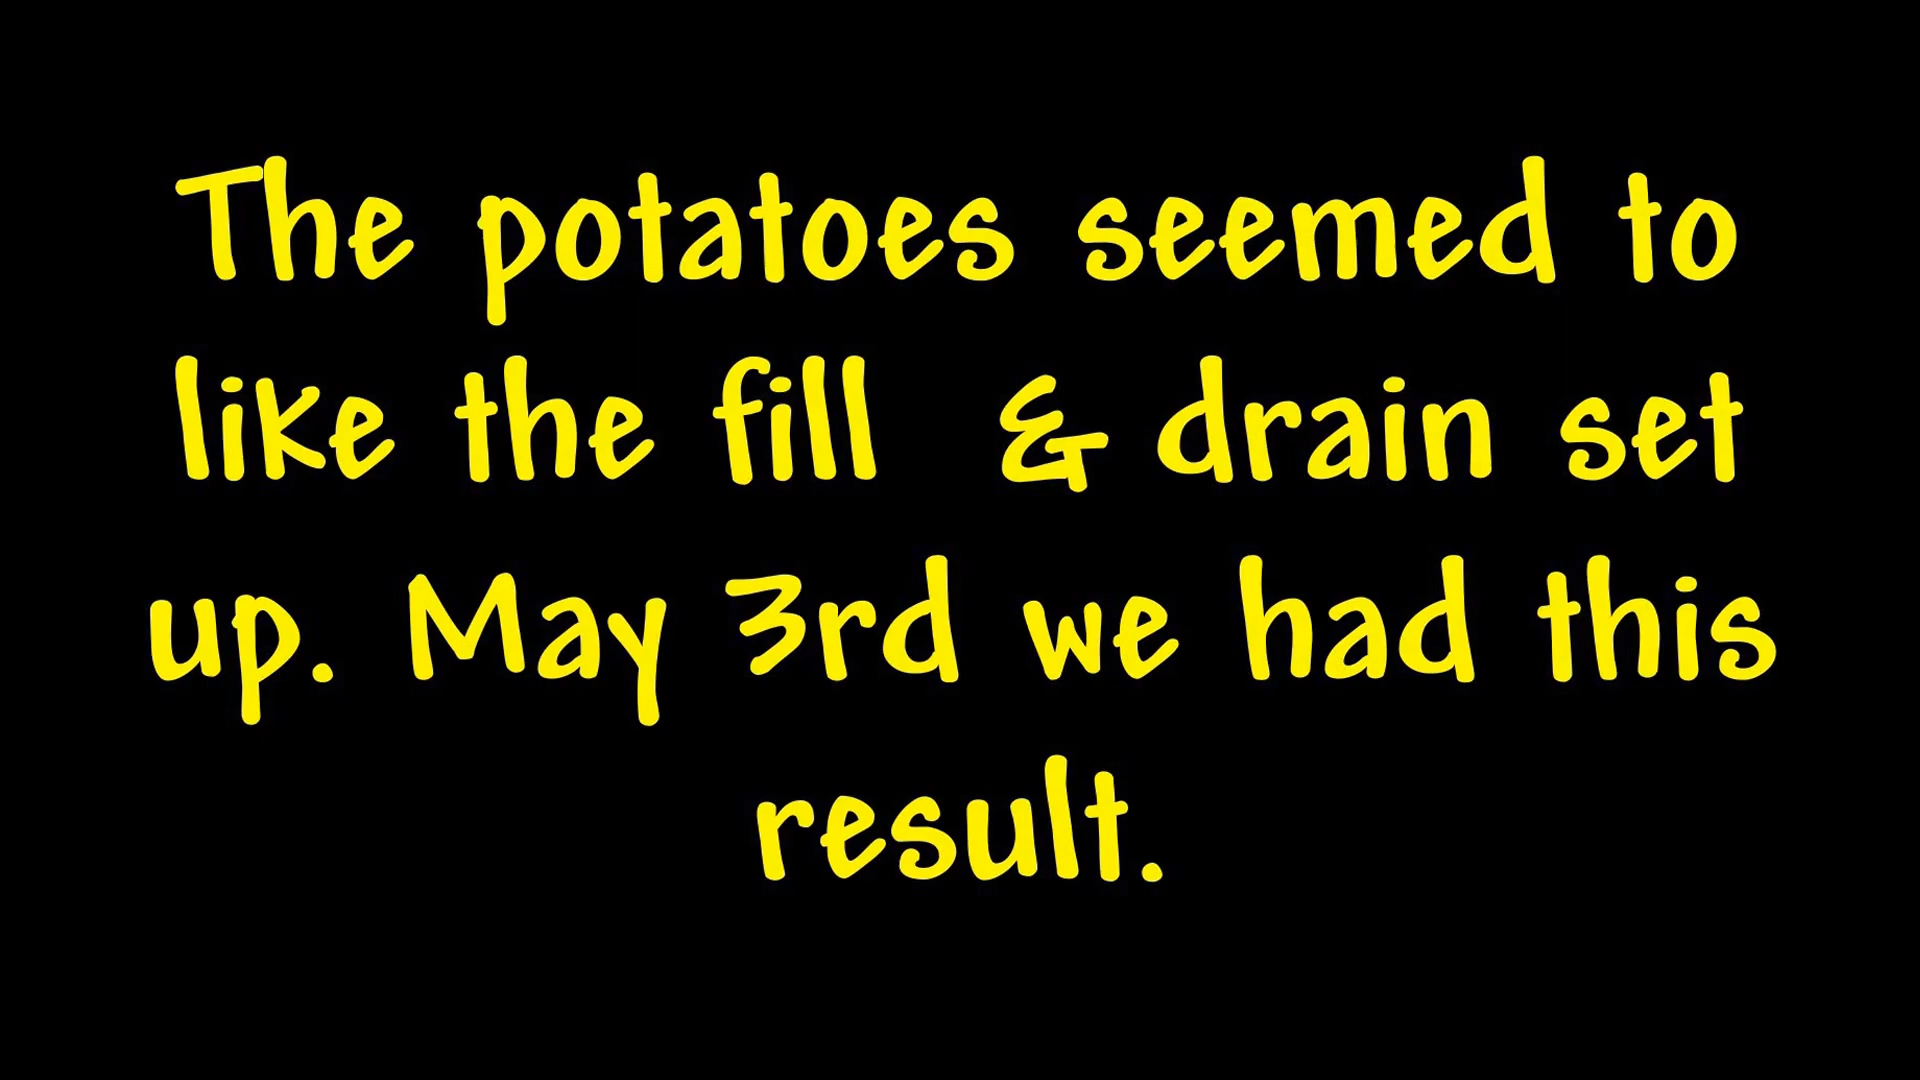 The potatoes seemed to
like the fill & drain set
up. May 3rd we had this
result.